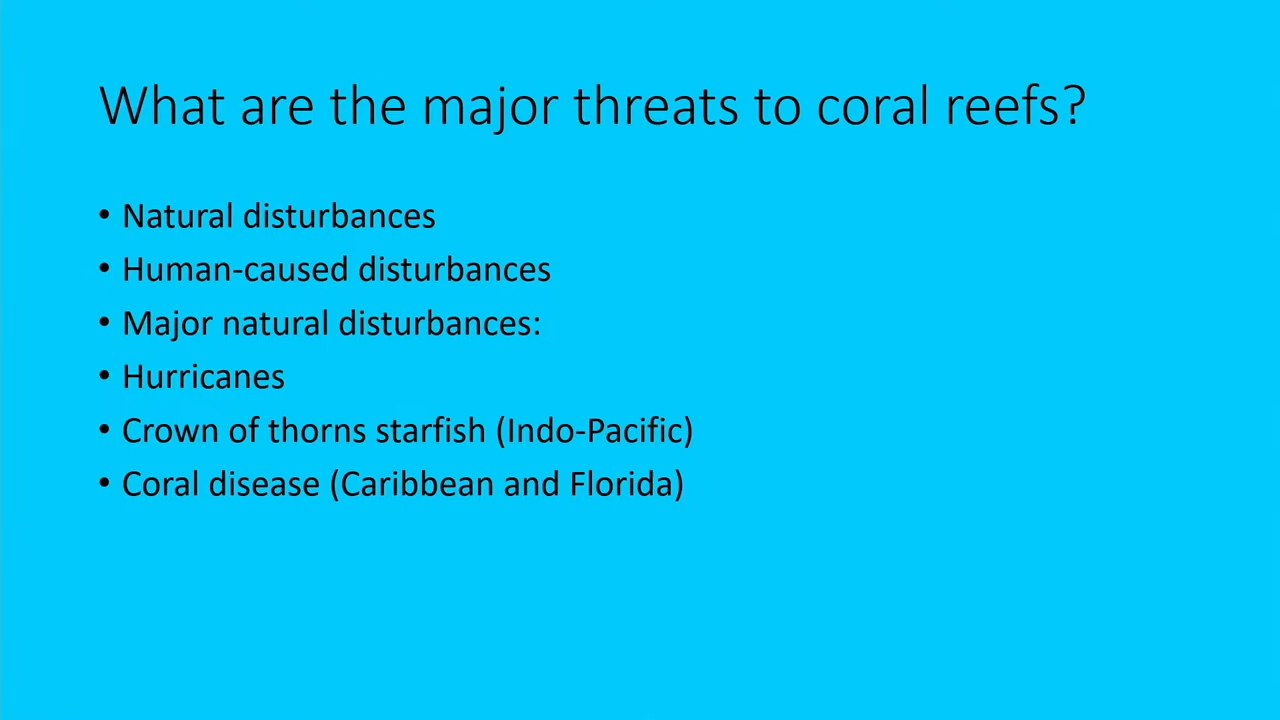 What are the major threats to coral reefs?
• Natural disturbances
• Human-caused disturbances
• Major natural disturbances:
• Hurricanes
• Crown of thorns starfish (Indo-Pacific)
• Coral disease (Caribbean and Florida)